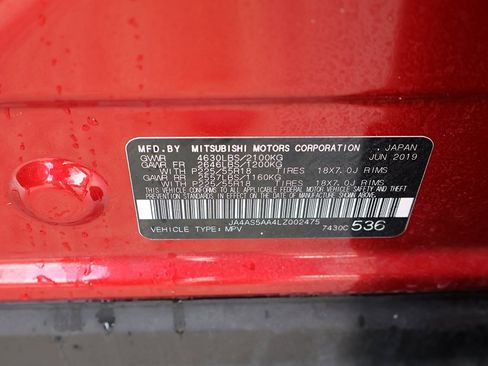 MFD.BY MITSUBISHI MOTORS CORPORATION, JAPAN
GVWR 4630LBS/2100KG JUN 2019
GAWR FR 2646LBS/1200KG
WITH P225/55R18 TIRES 18X7.0J RIMS
GAWR RR 2557LBS/1160KG
WITH P225/55R18 TIRES 18X7.0J RIMS
THIS VEHICLE CONFORMS TO ALL APPLICABLE FEDERAL MOTOR VEHICLE SAFETY AND THEFT
PREVENTION STANDARDS IN EFFECT ON THE DATE OF MANUFACTURE SHOWN ABOVE.
JA4AS5AA4LZ002475
VEHICLE TYPE: MPV 7430C 536